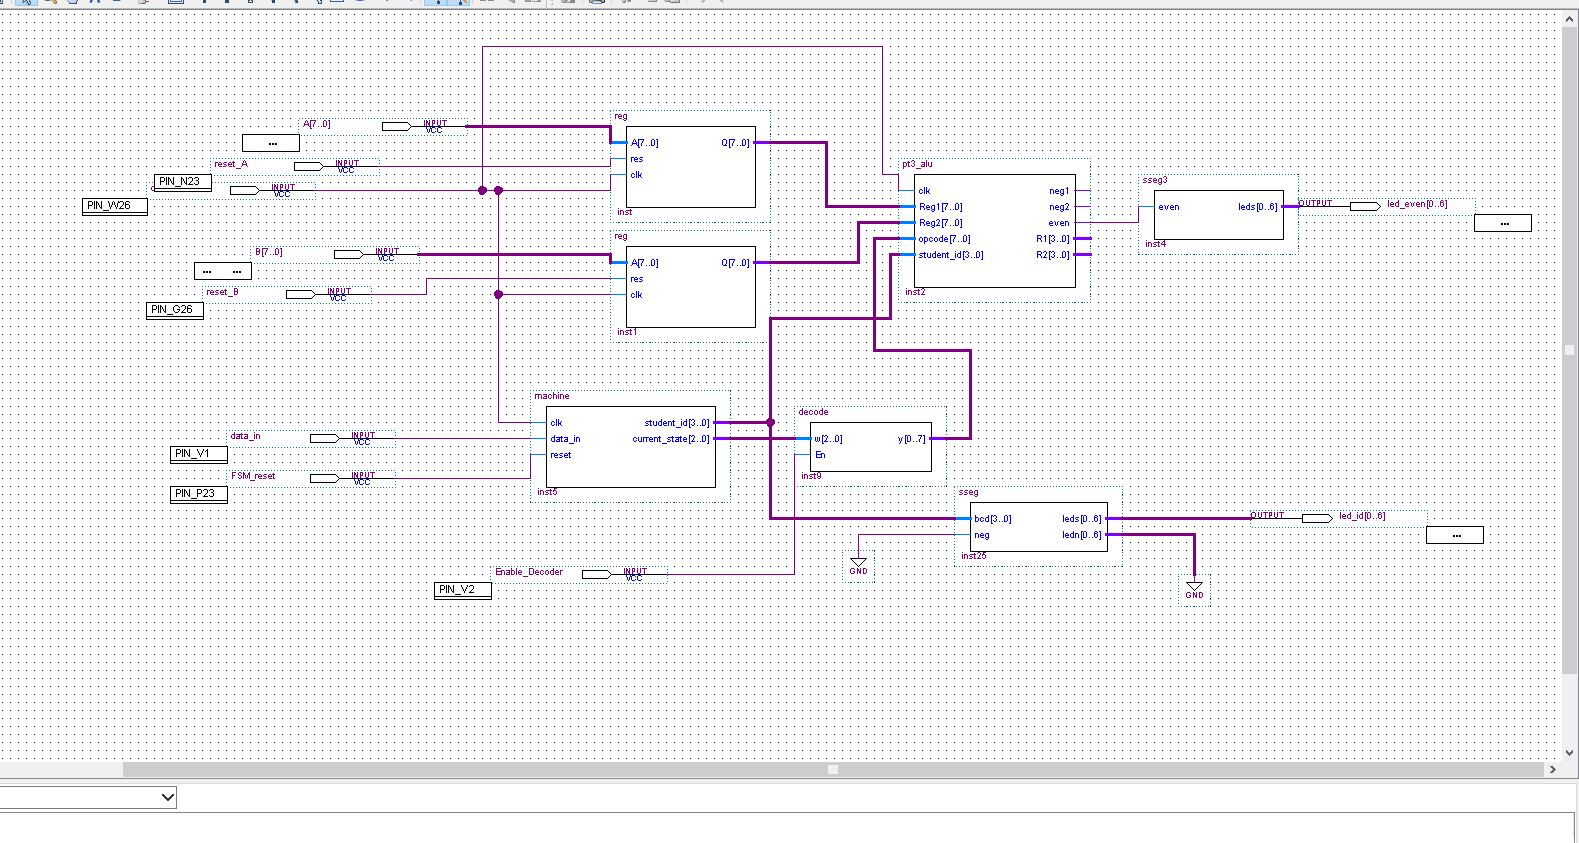 A[7..0]
INPUT
VCC
...
reset_A
INPUT
VCC
PIN_N23
INPUT
VCC
PIN_W26
reg
A[7..0]
Q[7..0]
res
clk
inst
B[7..0]
INPUT
VCC
... ...
reset_B
INPUT
VCC
PIN_G26
reg
A[7..0]
Q[7..0]
res
clk
inst1
pt3_alu
clk
neg1
Reg1[7..0]
neg2
Reg2[7..0]
even
opcode[7..0]
R1[3..0]
student_id[3..0]
R2[3..0]
inst2
sseg3
even
leds[0..6]
inst4
OUTPUT
led_even[0..6]
...
data_in
INPUT
VCC
PIN_V1
FSM_reset
INPUT
VCC
PIN_P23
machine
clk
student_id[3..0]
data_in
current_state[2..0]
reset
inst5
decode
w[2..0]
y[0..7]
En
inst9
sseg
bcd[3..0]
leds[0..6]
neg
ledn[0..6]
inst25
OUTPUT
led_id[0..6]
...
GND
GND
Enable_Decoder
INPUT
VCC
PIN_V2